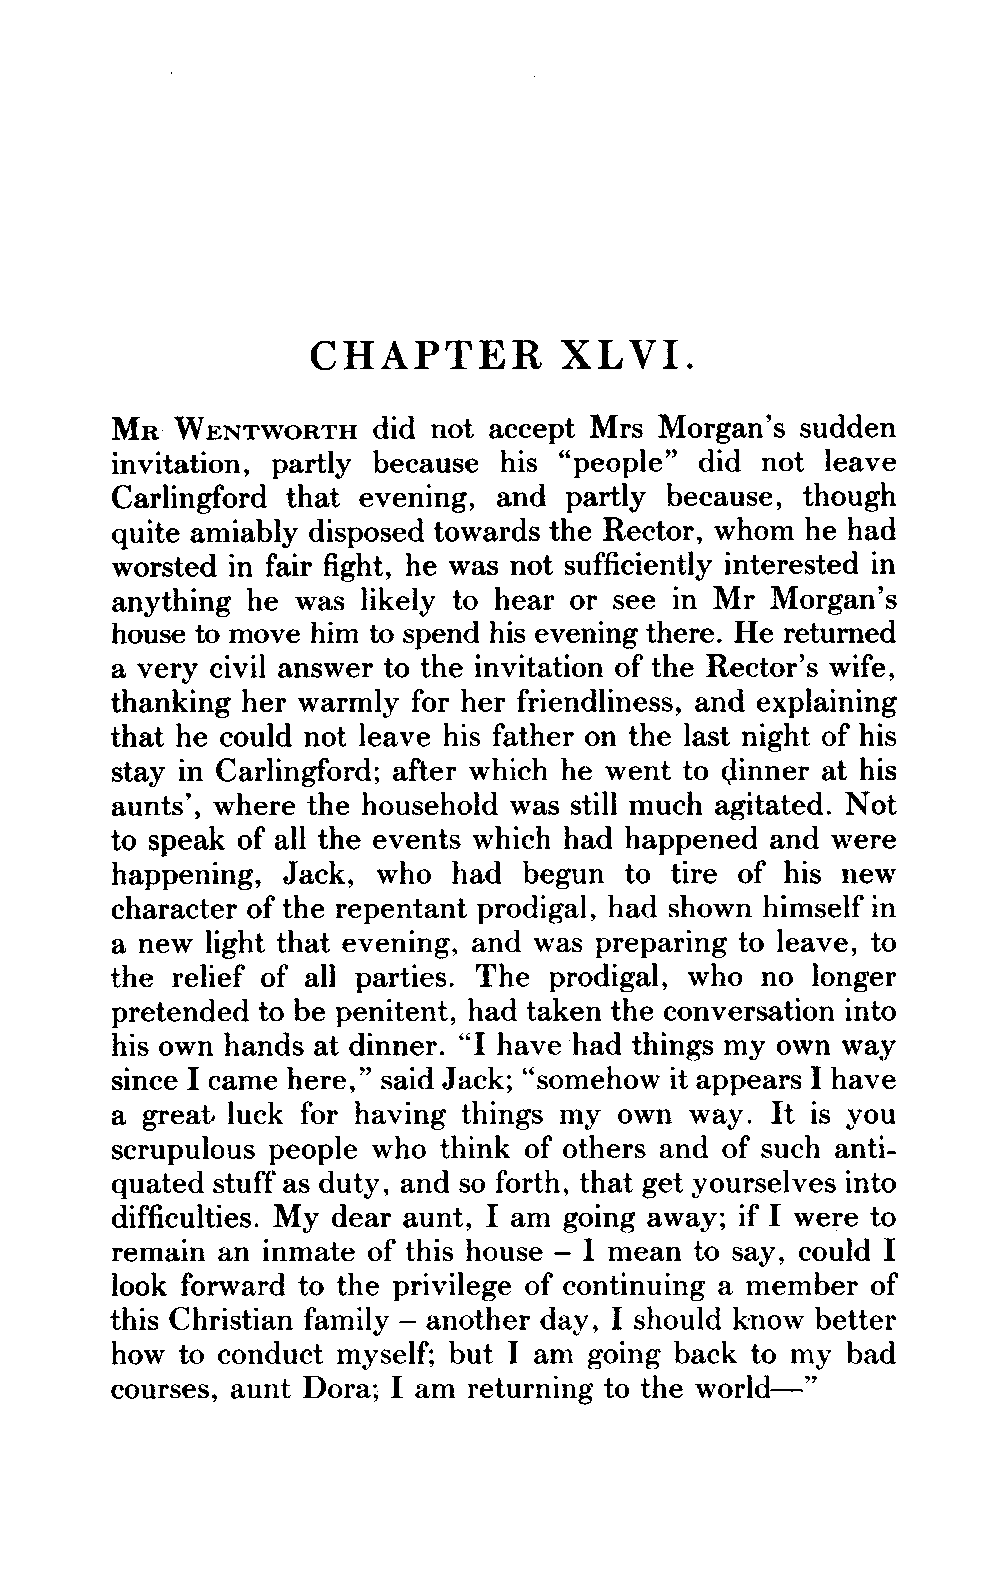 CHAPTER XLVI.
MR WENTWORTH did not accept Mrs Morgan's sudden
invitation, partly because his “people” did not leave
Carlingford that evening, and partly because, though
quite amiably disposed towards the Rector, whom he had
worsted in fair fight, he was not sufficiently interested in
anything he was likely to hear or see in Mr Morgan's
house to move him to spend his evening there. He returned
a very civil answer to the invitation of the Rector's wife,
thanking her warmly for her friendliness, and explaining
that he could not leave his father on the last night of his
stay in Carlingford; after which he went to dinner at his
aunts', where the household was still much agitated. Not
to speak of all the events which had happened and were
happening, Jack, who had begun to tire of his new
character of the repentant prodigal, had shown himself in
a new light that evening, and was preparing to leave, to
the relief of all parties. The prodigal, who no longer
pretended to be penitent, had taken the conversation into
his own hands at dinner. “I have had things my own way
since I came here,” said Jack; “somehow it appears I have
a great luck for having things my own way. It is you
scrupulous people who think of others and of such anti-
quated stuff as duty, and so forth, that get yourselves into
difficulties. My dear aunt, I am going away; if I were to
remain an inmate of this house – I mean to say, could I
look forward to the privilege of continuing a member of
this Christian family – another day, I should know better
how to conduct myself; but I am going back to my bad
courses, aunt Dora; I am returning to the world—”